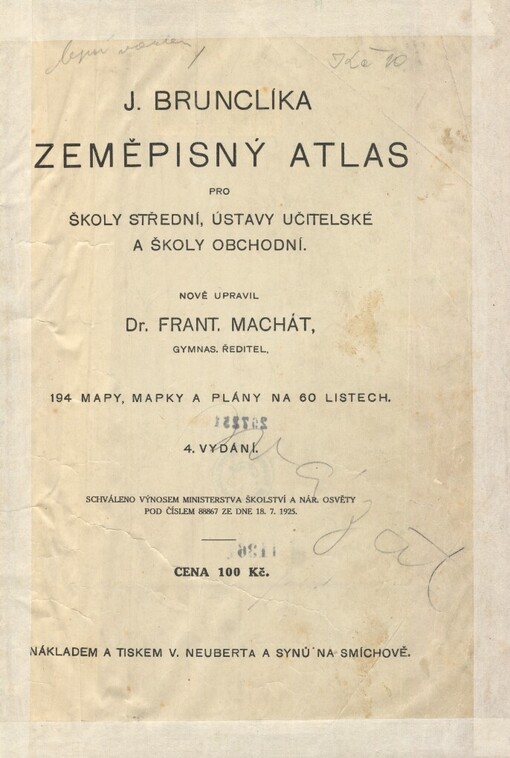 J. BRUNCLÍKA
ZEMĚPISNÝ ATLAS
PRO
ŠKOLY STŘEDNÍ, ÚSTAVY UČITELSKÉ
A ŠKOLY OBCHODNÍ.
NOVĚ UPRAVIL
Dr. FRANT. MACHÁT,
GYMNAS. ŘEDITEL,
194 MAPY, MAPKY A PLÁNY NA 60 LISTECH.
4. VYDÁNÍ.
SCHVÁLENO VÝNOSEM MINISTERSTVA ŠKOLSTVÍ A NÁR. OSVĚTY
POD ČÍSLEM 88867 ZE DNE 18. 7. 1925.
CENA 100 Kč.
NÁKLADEM A TISKEM V. NEUBERTA A SYNŮ NA SMÍCHOVĚ.